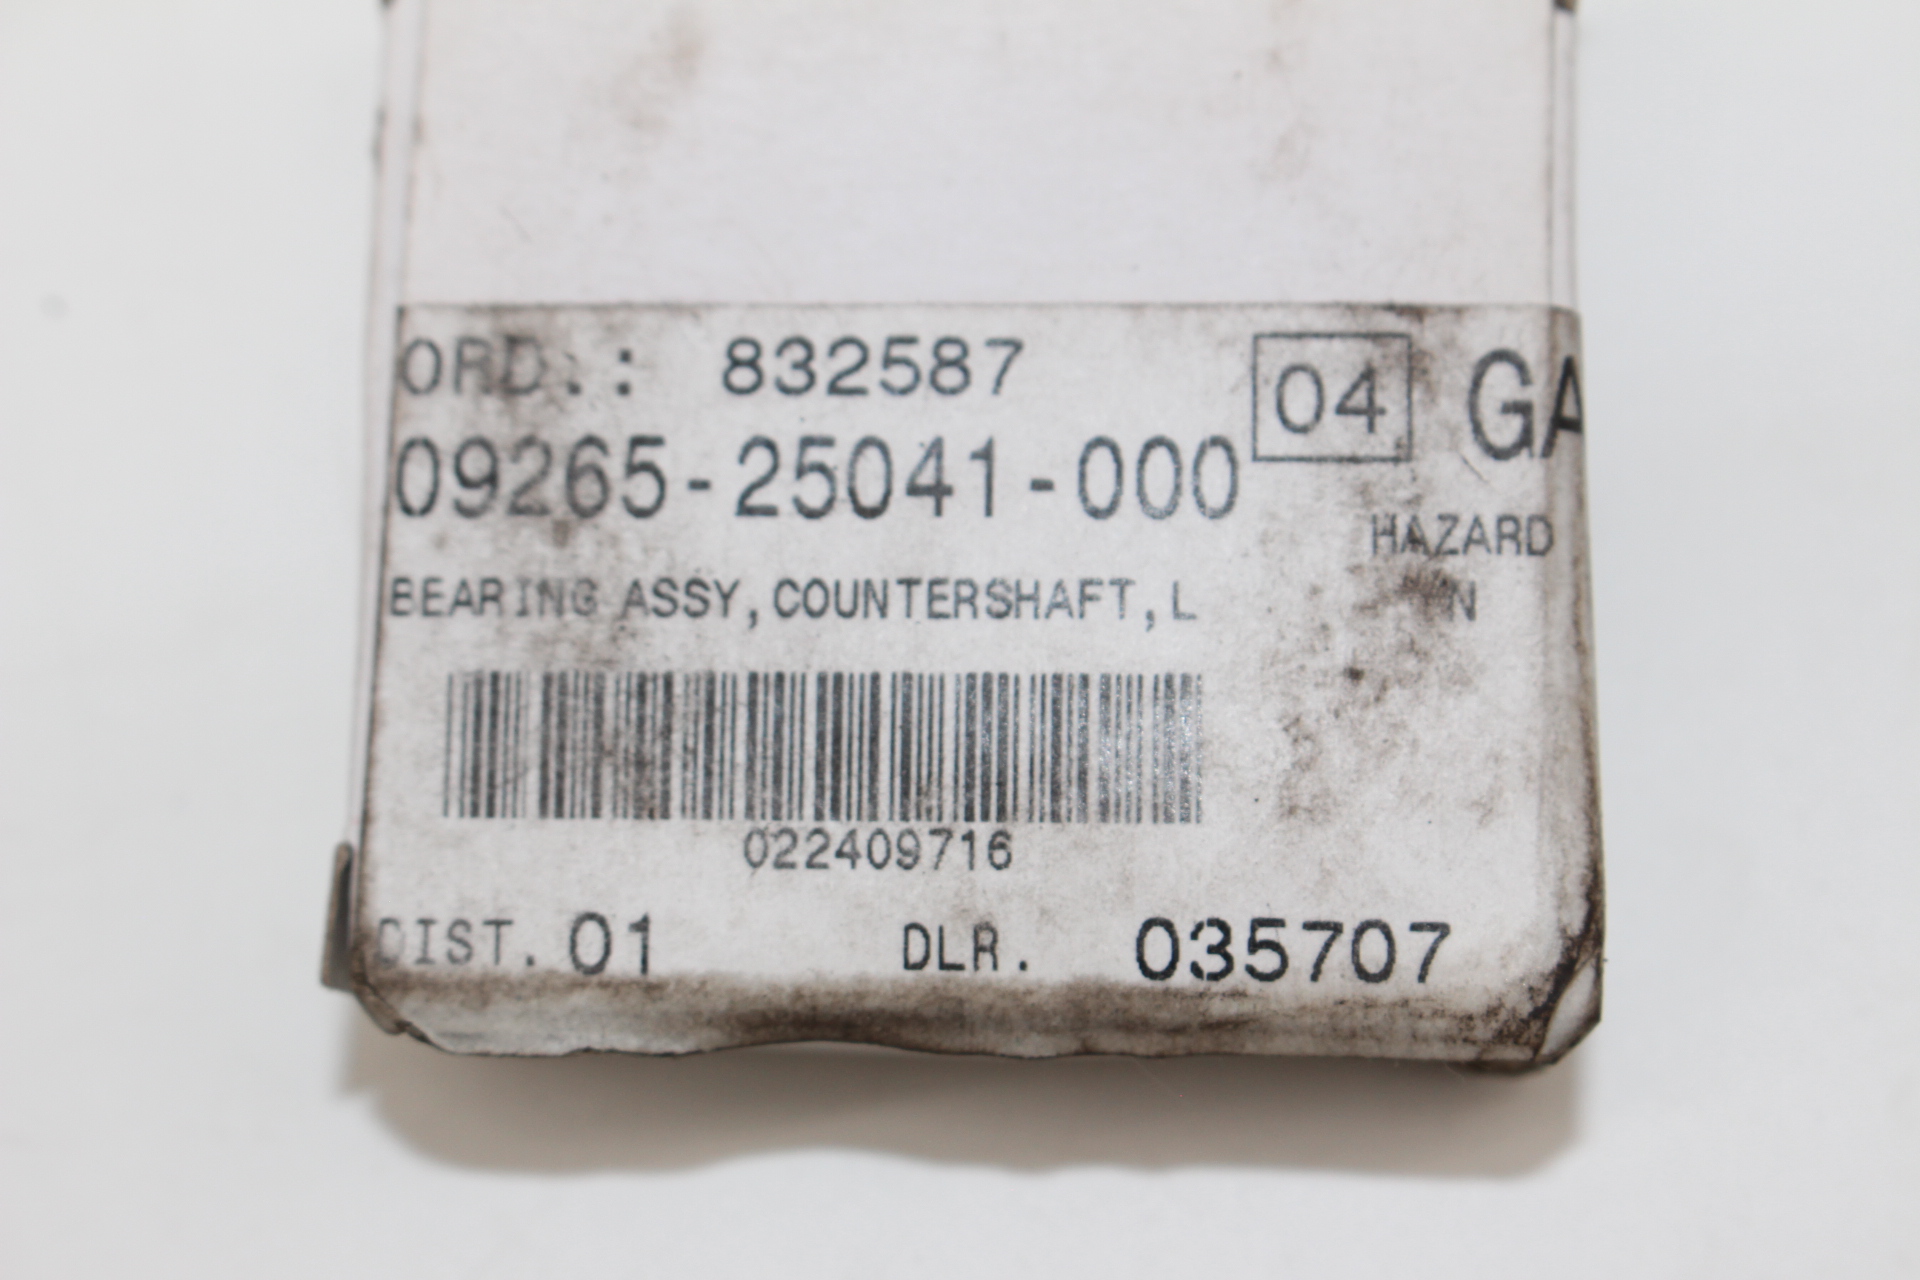 ORD.: 832587 04 GA
09265-25041-000
HAZARD
BEARING ASSY,COUNTERSHAFT,L N
022409716
DIST. 01 DLR. 035707